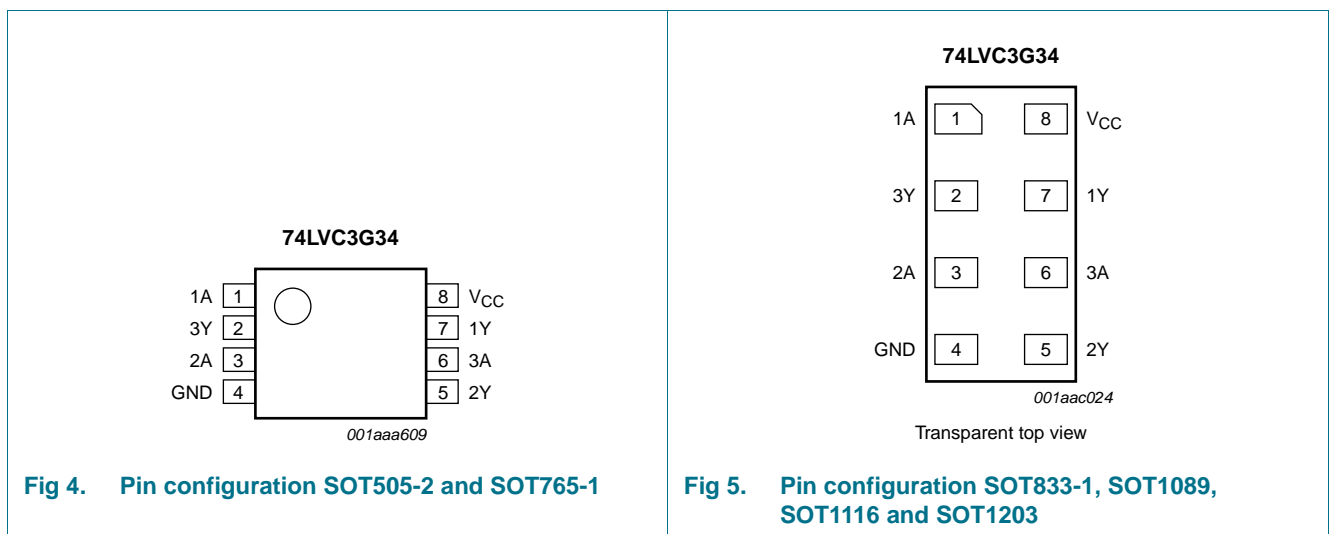 74LVC3G34
1A 1 8 VCC
3Y 2 7 1Y
2A 3 6 3A
GND 4 5 2Y
001aaa609
Fig 4. Pin configuration SOT505-2 and SOT765-1
74LVC3G34
1A 1 8 VCC
3Y 2 7 1Y
2A 3 6 3A
GND 4 5 2Y
001aac024
Transparent top view
Fig 5. Pin configuration SOT833-1, SOT1089,
SOT1116 and SOT1203